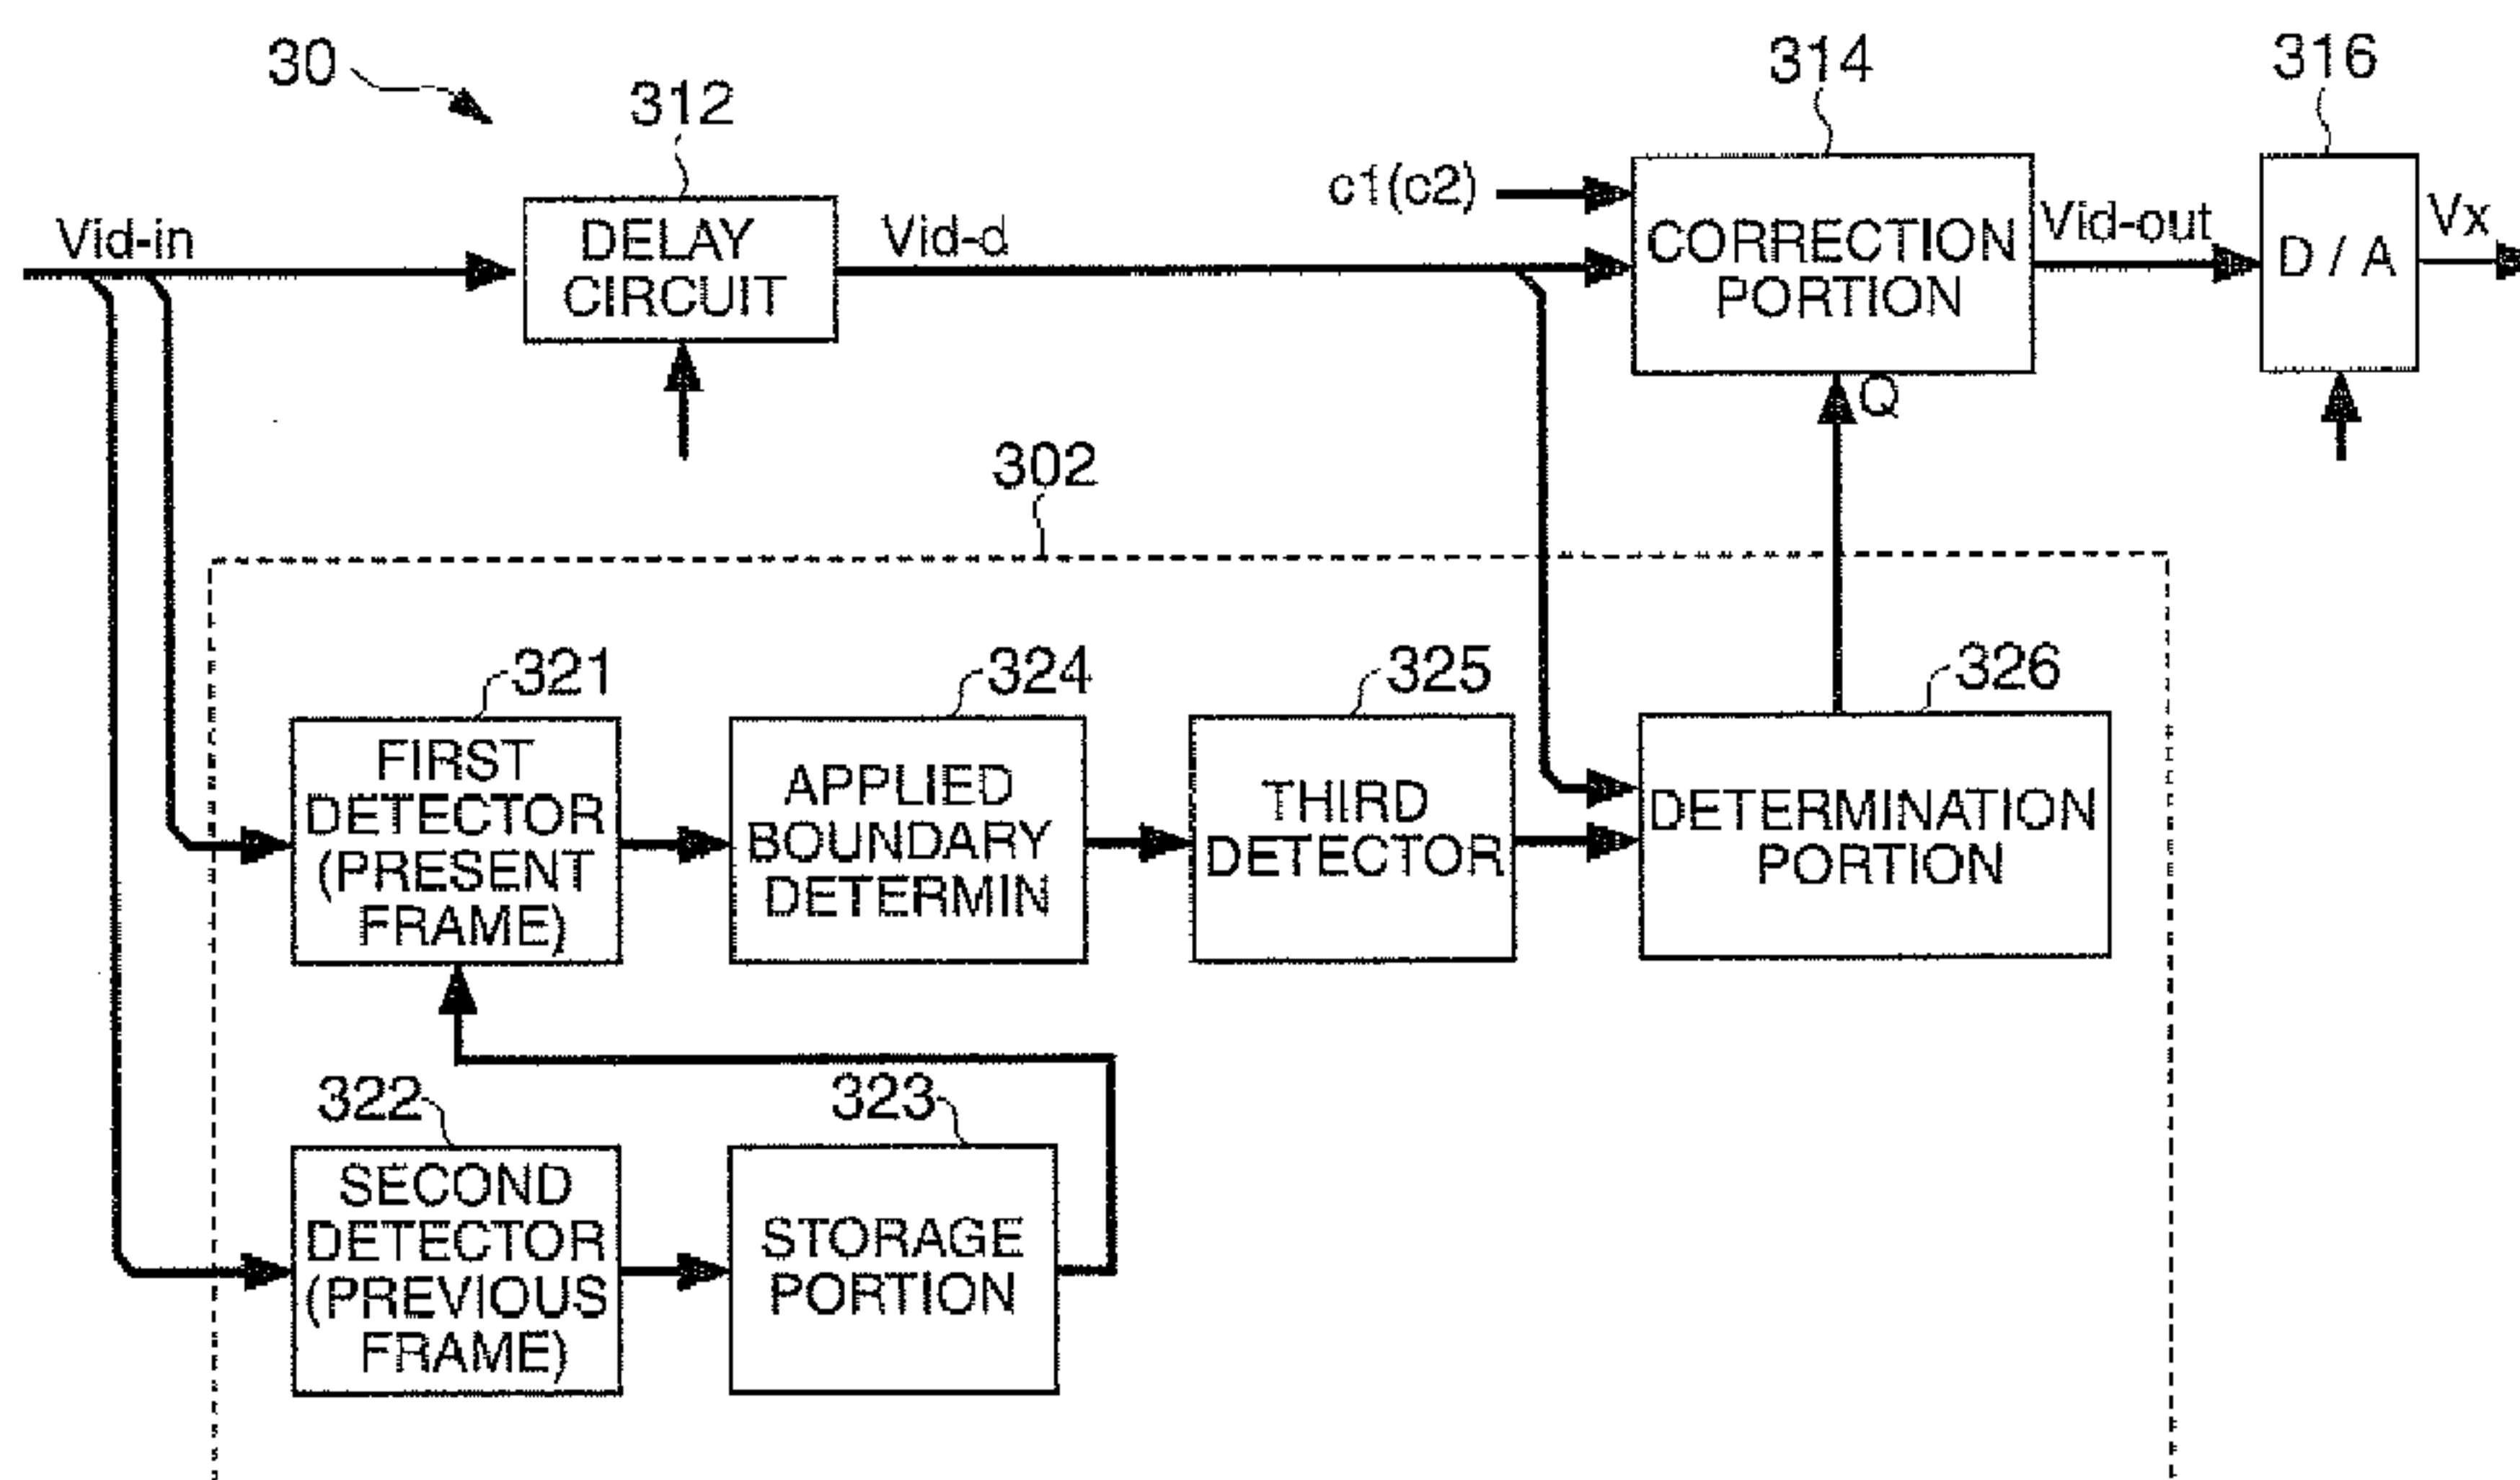 30
312
314
316
Vid-in
DELAY
CIRCUIT
Vid-d
c1(c2)
CORRECTION
PORTION
Vid-out
D / A
Vx
Q
302
321
324
325
326
FIRST
DETECTOR
(PRESENT
FRAME)
APPLIED
BOUNDARY
DETERMIN
THIRD
DETECTOR
DETERMINATION
PORTION
322
323
SECOND
DETECTOR
(PREVIOUS
FRAME)
STORAGE
PORTION